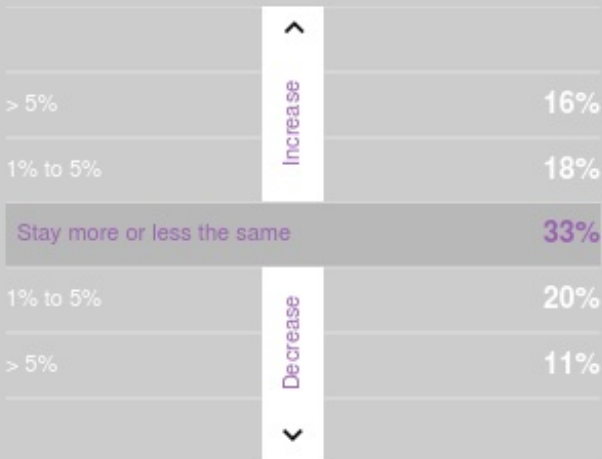 > 5%
16%
Increase
1% to 5%
18%
Stay more or less the same
33%
1% to 5%
20%
Decrease
> 5%
11%